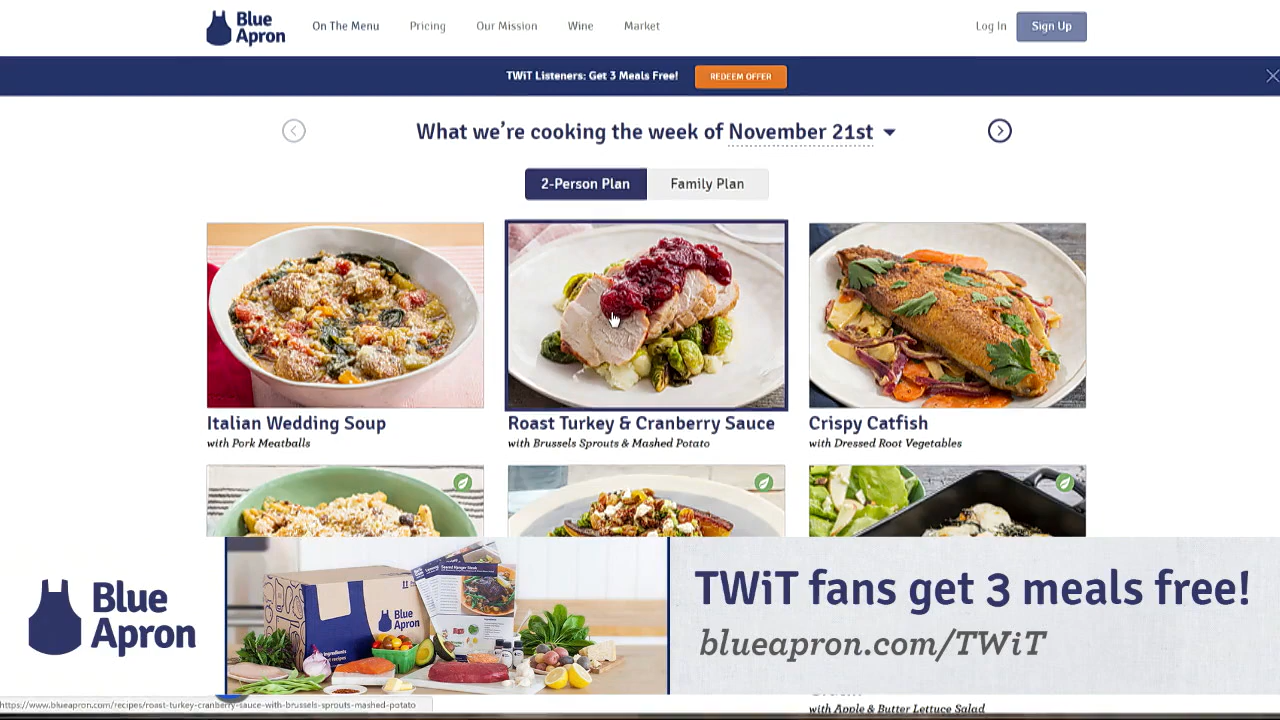 Blue Apron
On The Menu
Pricing
Our Mission
Wine
Market
Log In
Sign Up
TWiT Listeners: Get 3 Meals Free!
REDEEM OFFER
What we're cooking the week of November 21st
2-Person Plan
Family Plan
Italian Wedding Soup
with Pork Meatballs
Roast Turkey & Cranberry Sauce
with Brussels Sprouts & Mashed Potato
Crispy Catfish
with Dressed Root Vegetables
Blue
Apron
Blue
Apron
TWiT fans get 3 meals free!
blueapron.com/TWiT
with Apple & Butter Lettuce Salad
https://www.blueapron.com/recipes/roast-turkey-cranberry-sauce-with-brussels-sprouts-mashed-potato